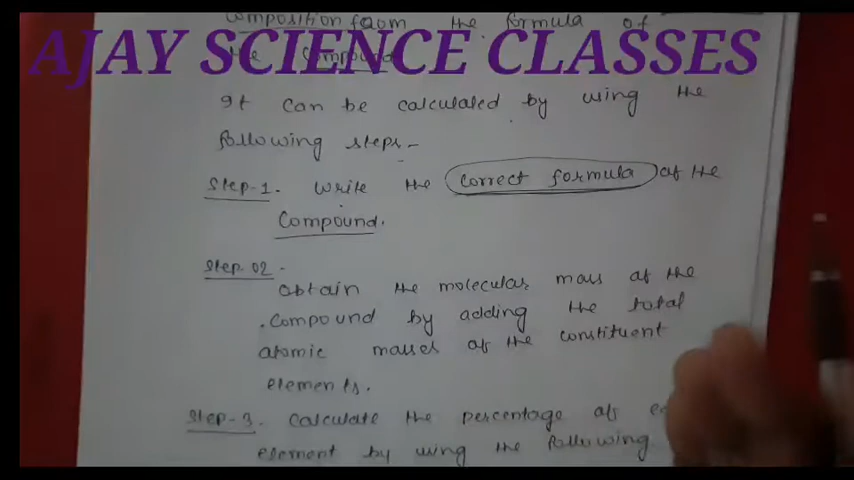 composition from the formula of
AJAY SCIENCE CLASSES
the compound
It can be calculated by using the
following steps-
Step-1. Write the correct formula of the
Compound.
Step-02
obtain the molecular mass of the
compound by adding the total
atomic masses of the constituent
elements.
Step-3. Calculate the percentage of
element by using the following